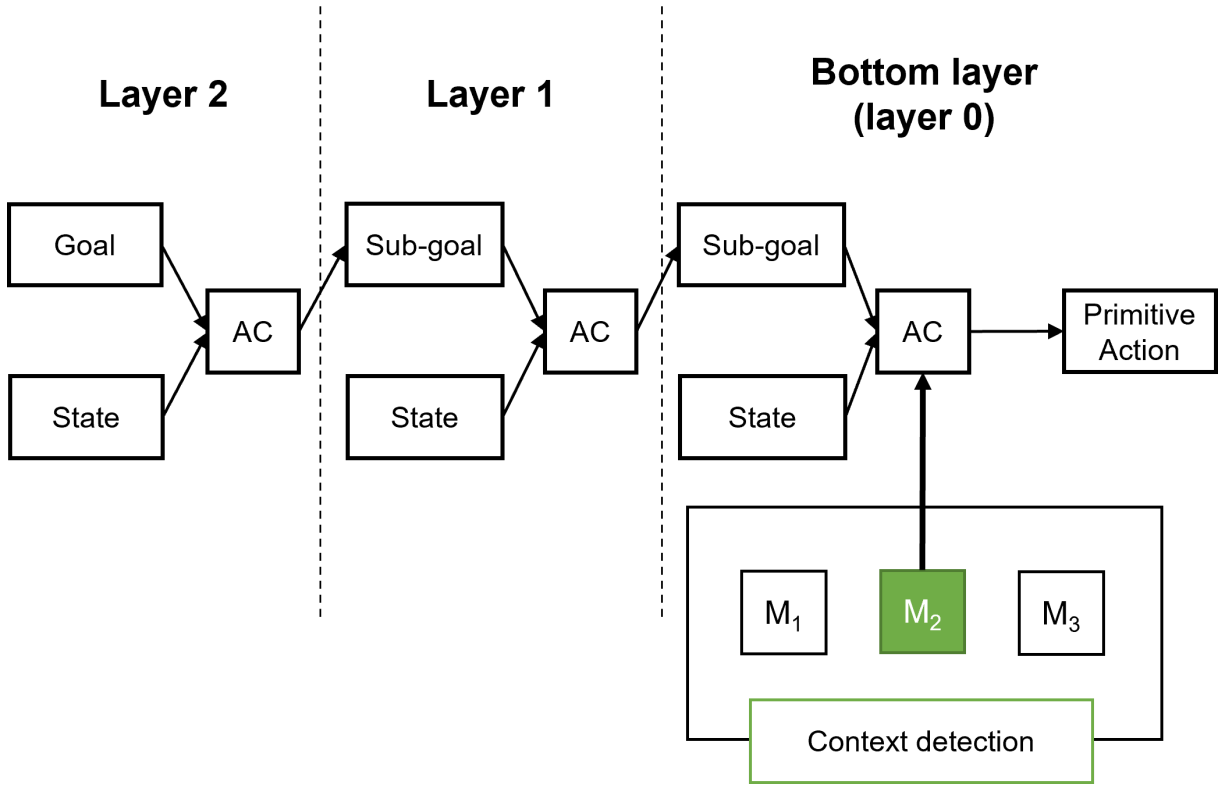 Layer 2
Layer 1
Bottom layer
(layer 0)
Goal
Sub-goal
Sub-goal
AC
AC
AC
Primitive
Action
State
State
State
M₁
M₂
M₃
Context detection